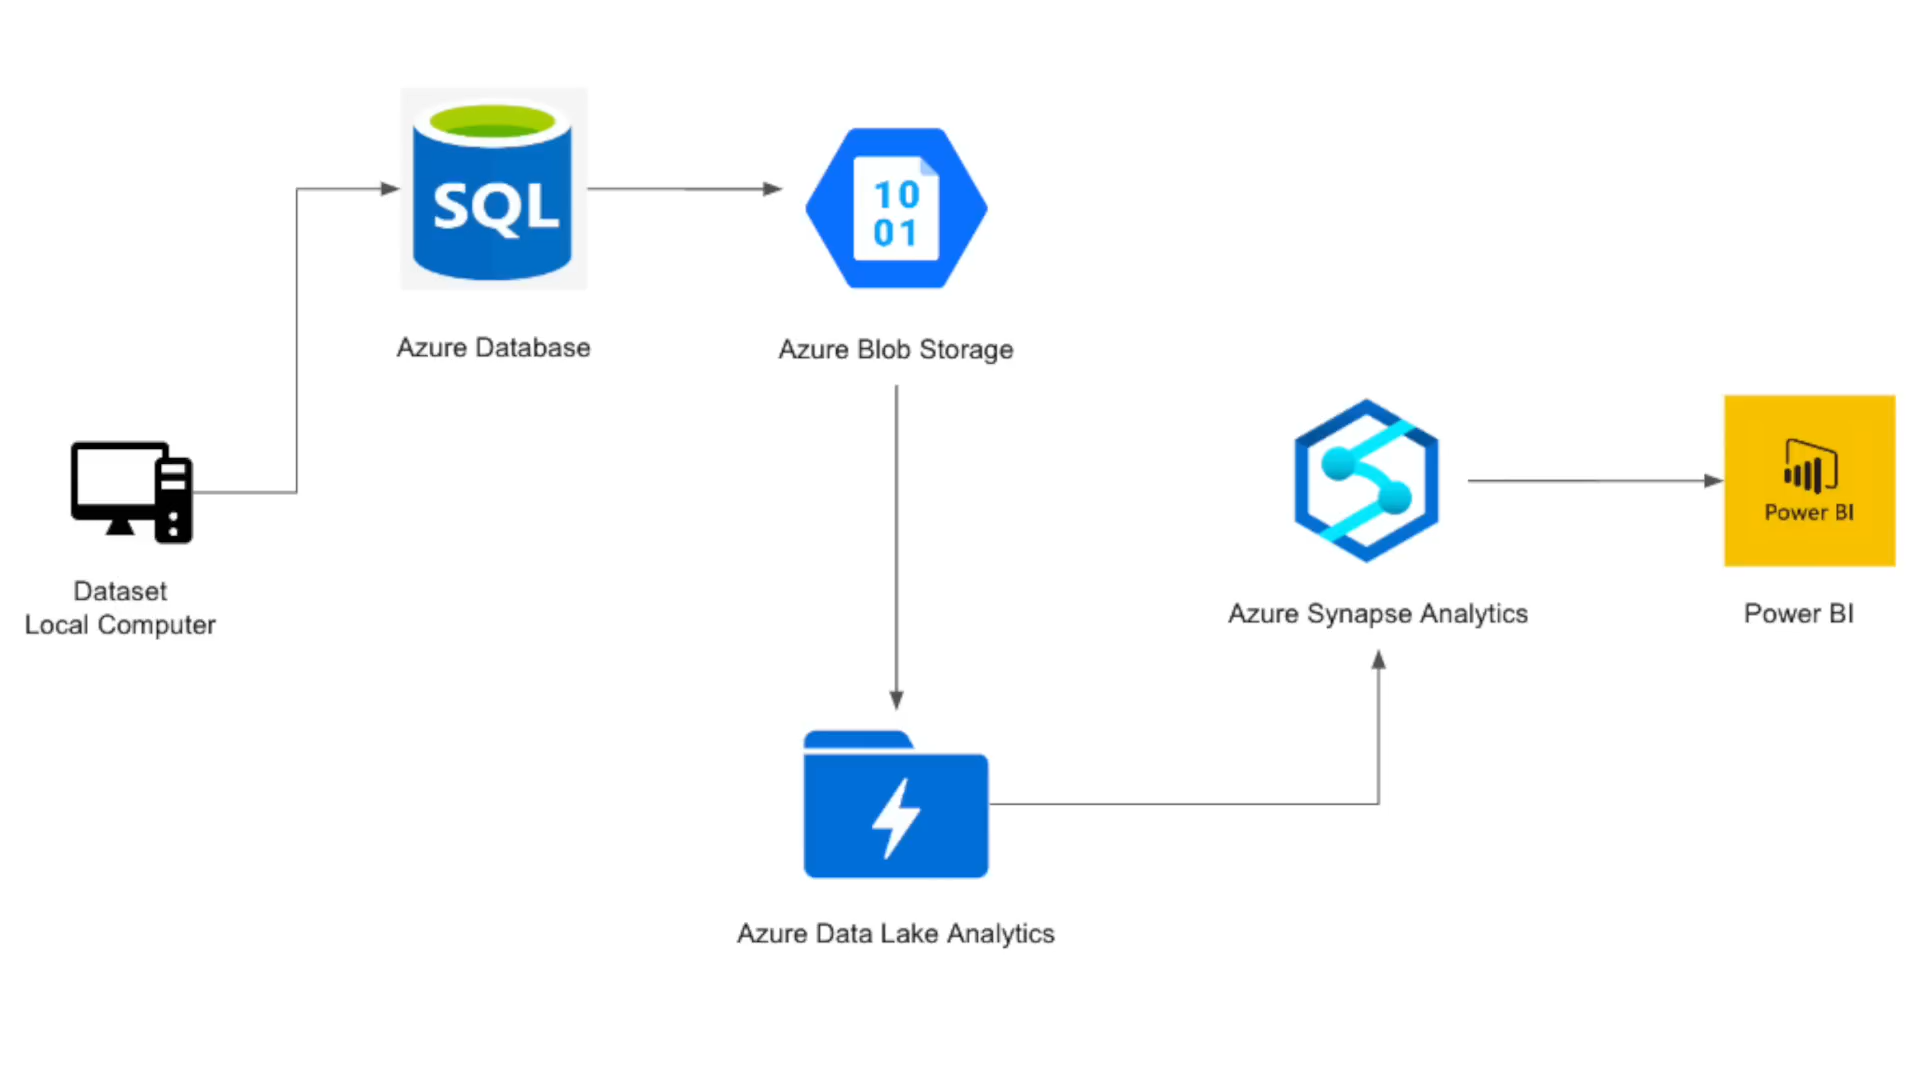 SQL
Azure Database
10
01
Azure Blob Storage
Dataset
Local Computer
Azure Synapse Analytics
Power BI
Power BI
Azure Data Lake Analytics